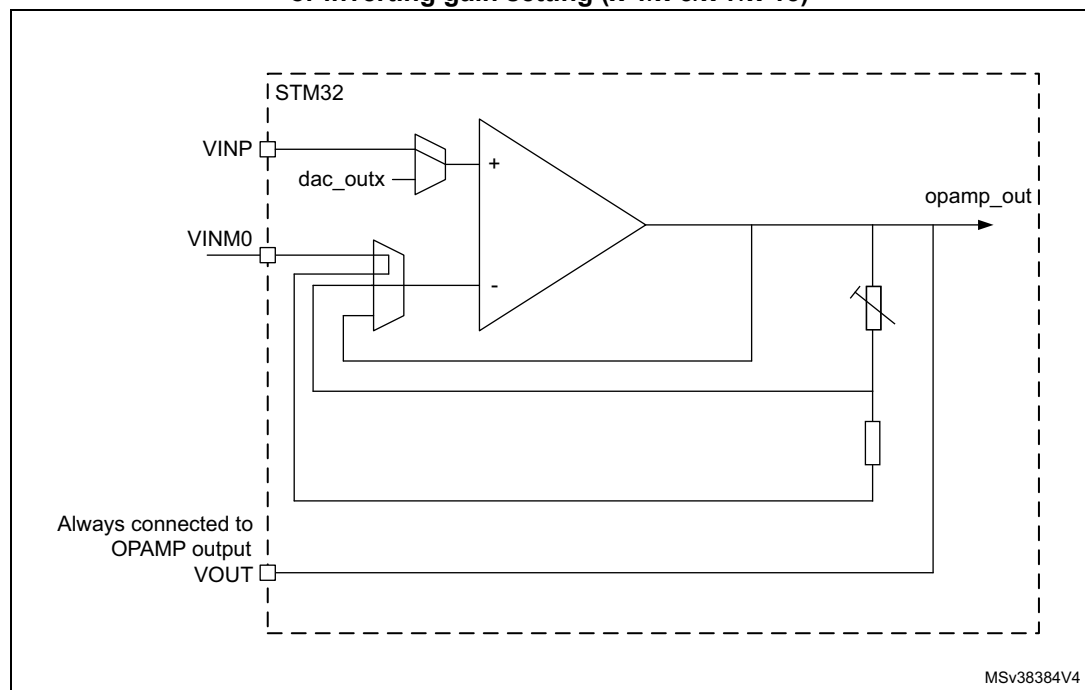 STM32
VINP
+
dac_outx
opamp_out
VINM0
-
Always connected to
OPAMP output
VOUT
MSv38384V4